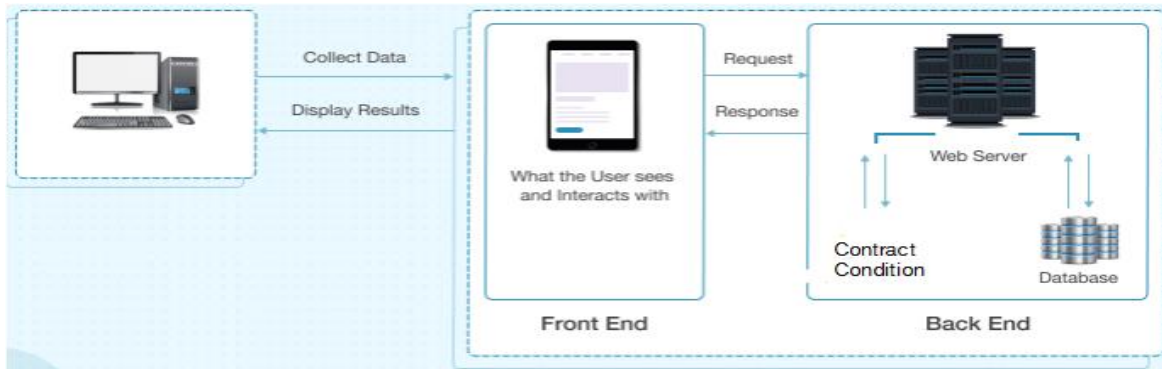 Collect Data
Display Results
What the User sees
and Interacts with
Front End
Request
Response
Web Server
Contract
Condition
Database
Back End